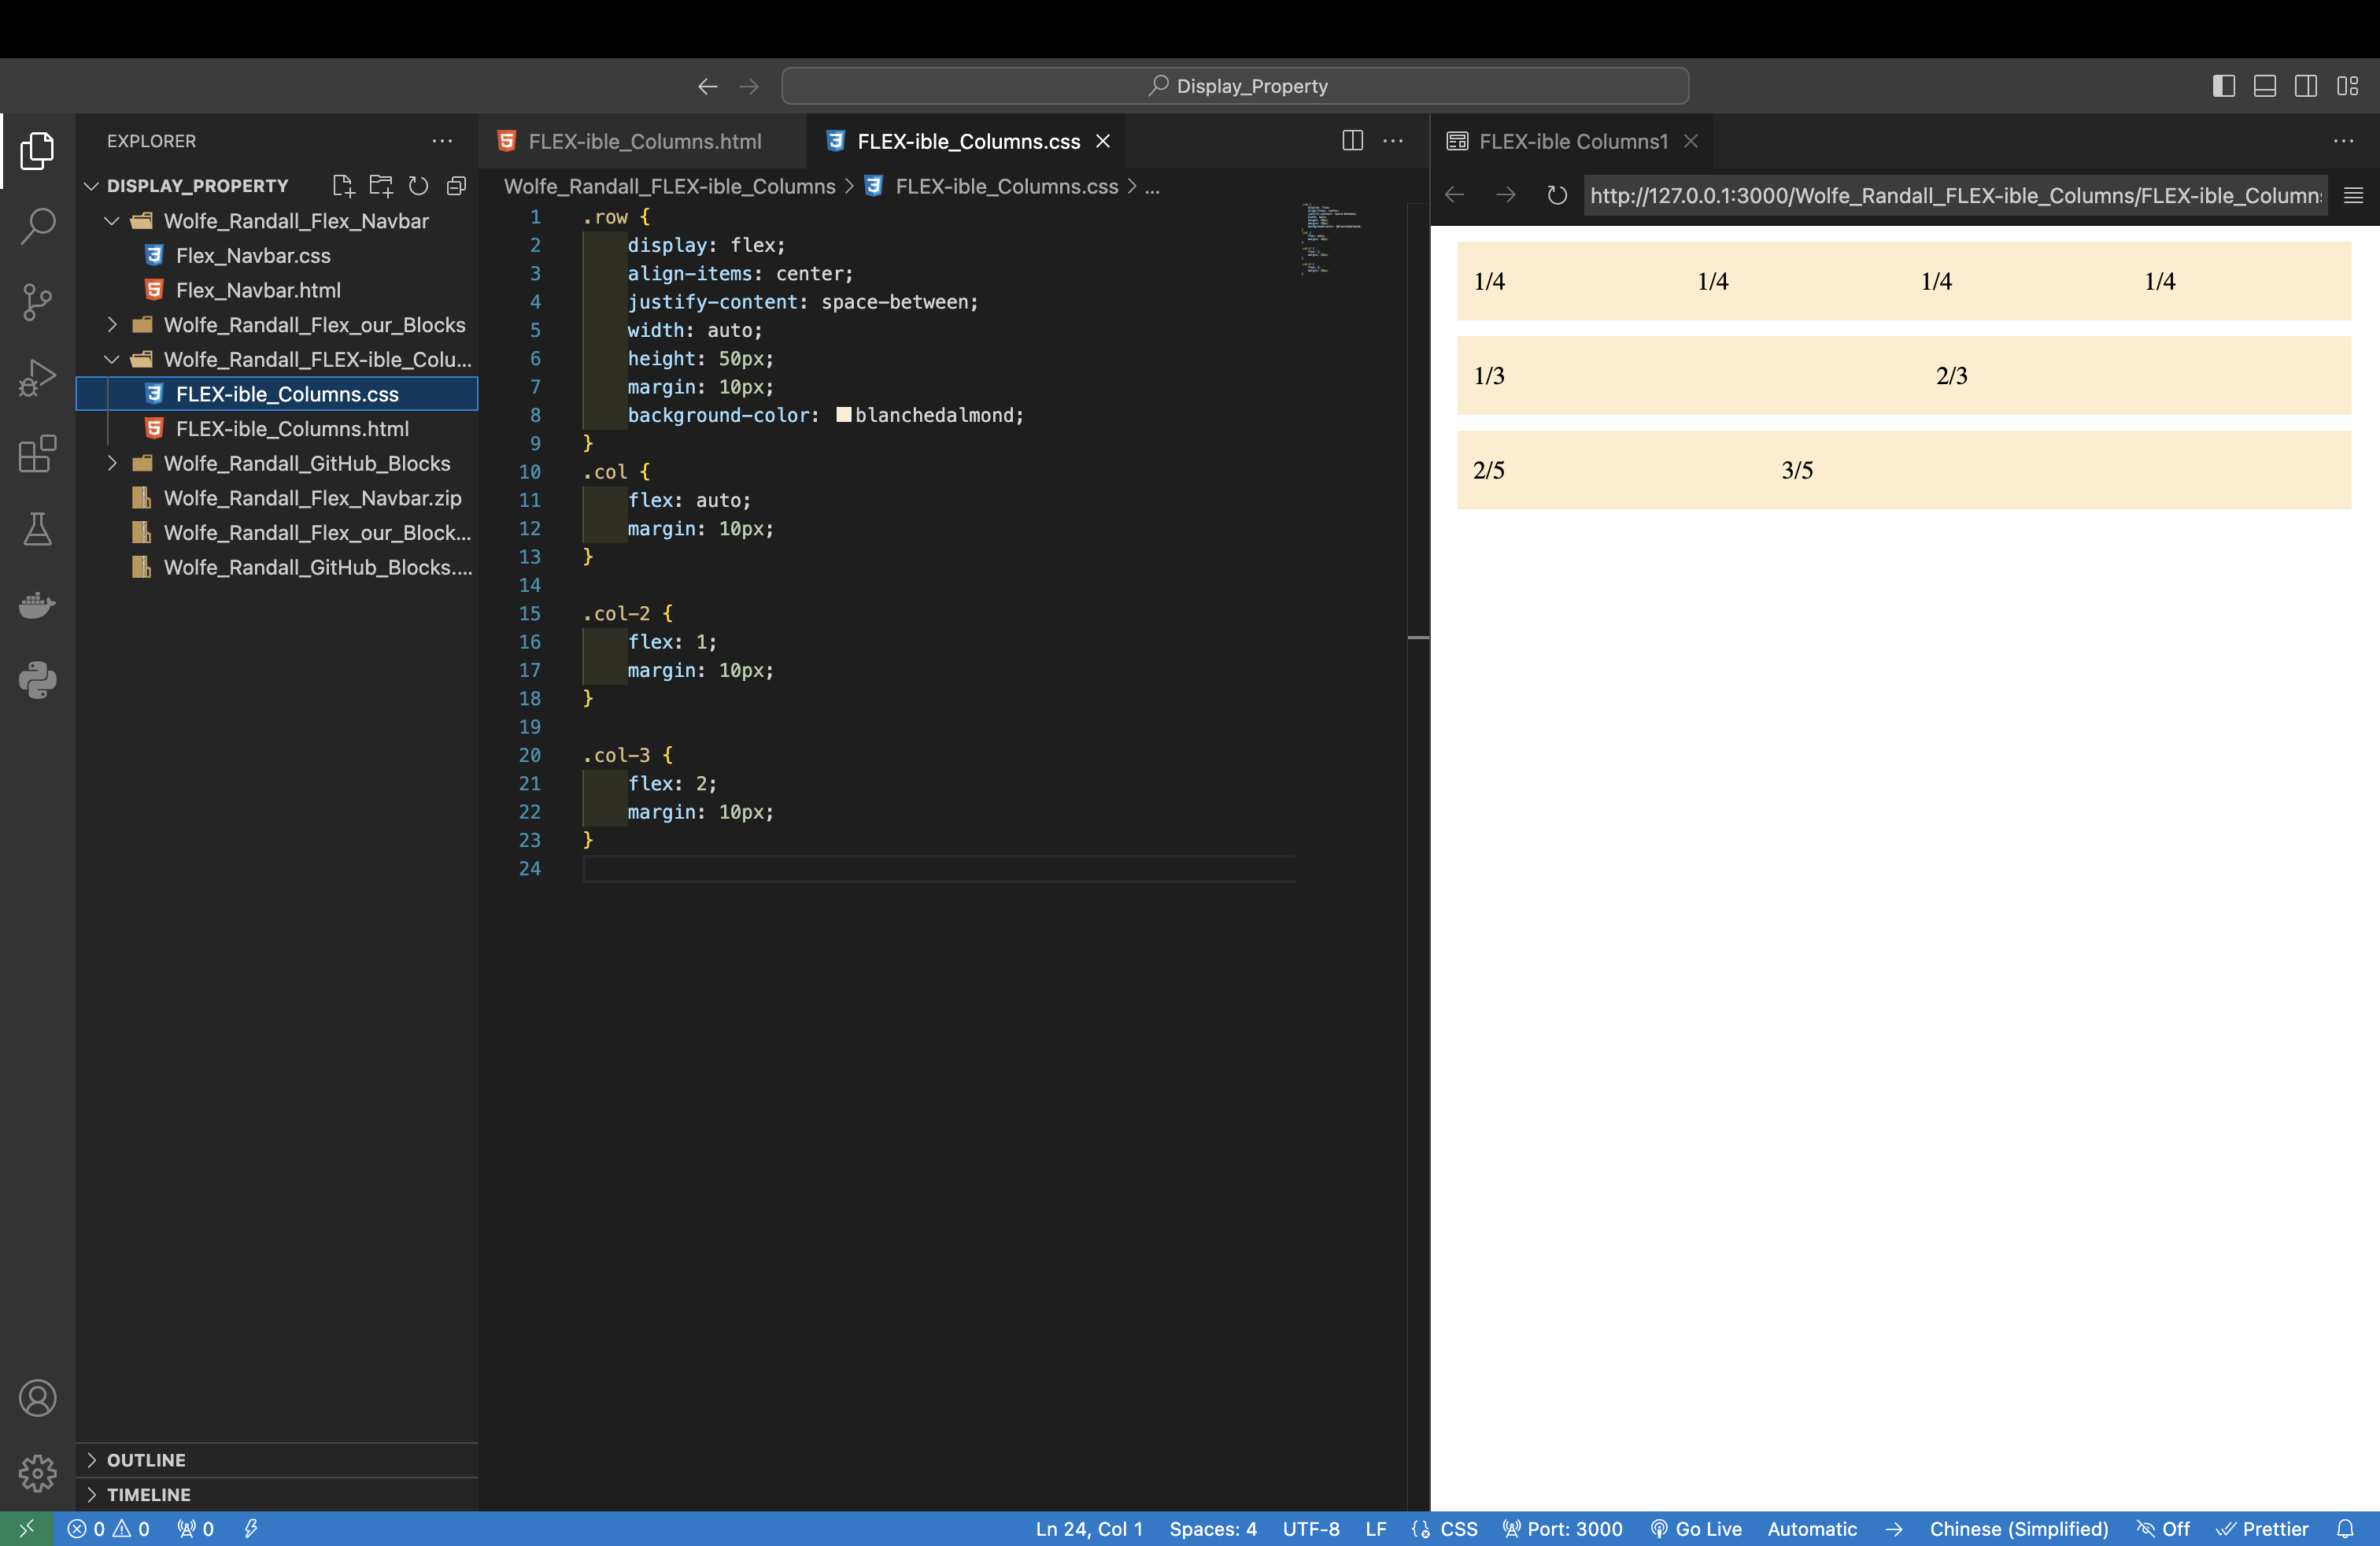 Display_Property
EXPLORER
DISPLAY_PROPERTY
Wolfe_Randall_Flex_Navbar
Flex_Navbar.css
Flex_Navbar.html
Wolfe_Randall_Flex_our_Blocks
Wolfe_Randall_FLEX-ible_Colu...
FLEX-ible_Columns.css
FLEX-ible_Columns.html
Wolfe_Randall_GitHub_Blocks
Wolfe_Randall_Flex_Navbar.zip
Wolfe_Randall_Flex_our_Block...
Wolfe_Randall_GitHub_Blocks....
OUTLINE
TIMELINE
FLEX-ible_Columns.html
FLEX-ible_Columns.css
Wolfe_Randall_FLEX-ible_Columns > FLEX-ible_Columns.css > ...
1 .row {
2 display: flex;
3 align-items: center;
4 justify-content: space-between;
5 width: auto;
6 height: 50px;
7 margin: 10px;
8 background-color: blanchedalmond;
9 }
10 .col {
11 flex: auto;
12 margin: 10px;
13 }
14
15 .col-2 {
16 flex: 1;
17 margin: 10px;
18 }
19
20 .col-3 {
21 flex: 2;
22 margin: 10px;
23 }
24
FLEX-ible Columns1
http://127.0.0.1:3000/Wolfe_Randall_FLEX-ible_Columns/FLEX-ible_Column
1/4 1/4 1/4 1/4
1/3 2/3
2/5 3/5
0 0 0 Ln 24, Col 1 Spaces: 4 UTF-8 LF CSS Port: 3000 Go Live Automatic Chinese (Simplified) Off Prettier